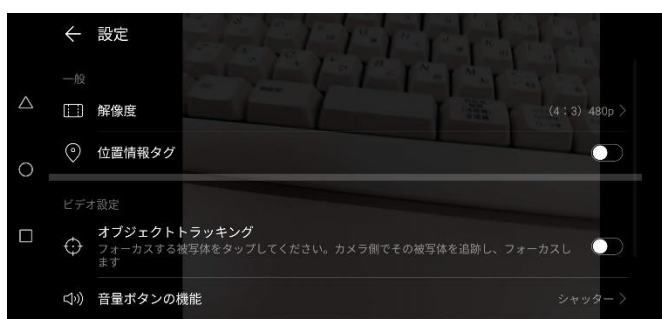 設定
一般
解像度
(4：3) 480p
位置情報タグ
ビデオ設定
オブジェクトトラッキング
フォーカスする被写体をタップしてください。カメラ側でその被写体を追跡し、フォーカスし
ます
音量ボタンの機能
シャッター